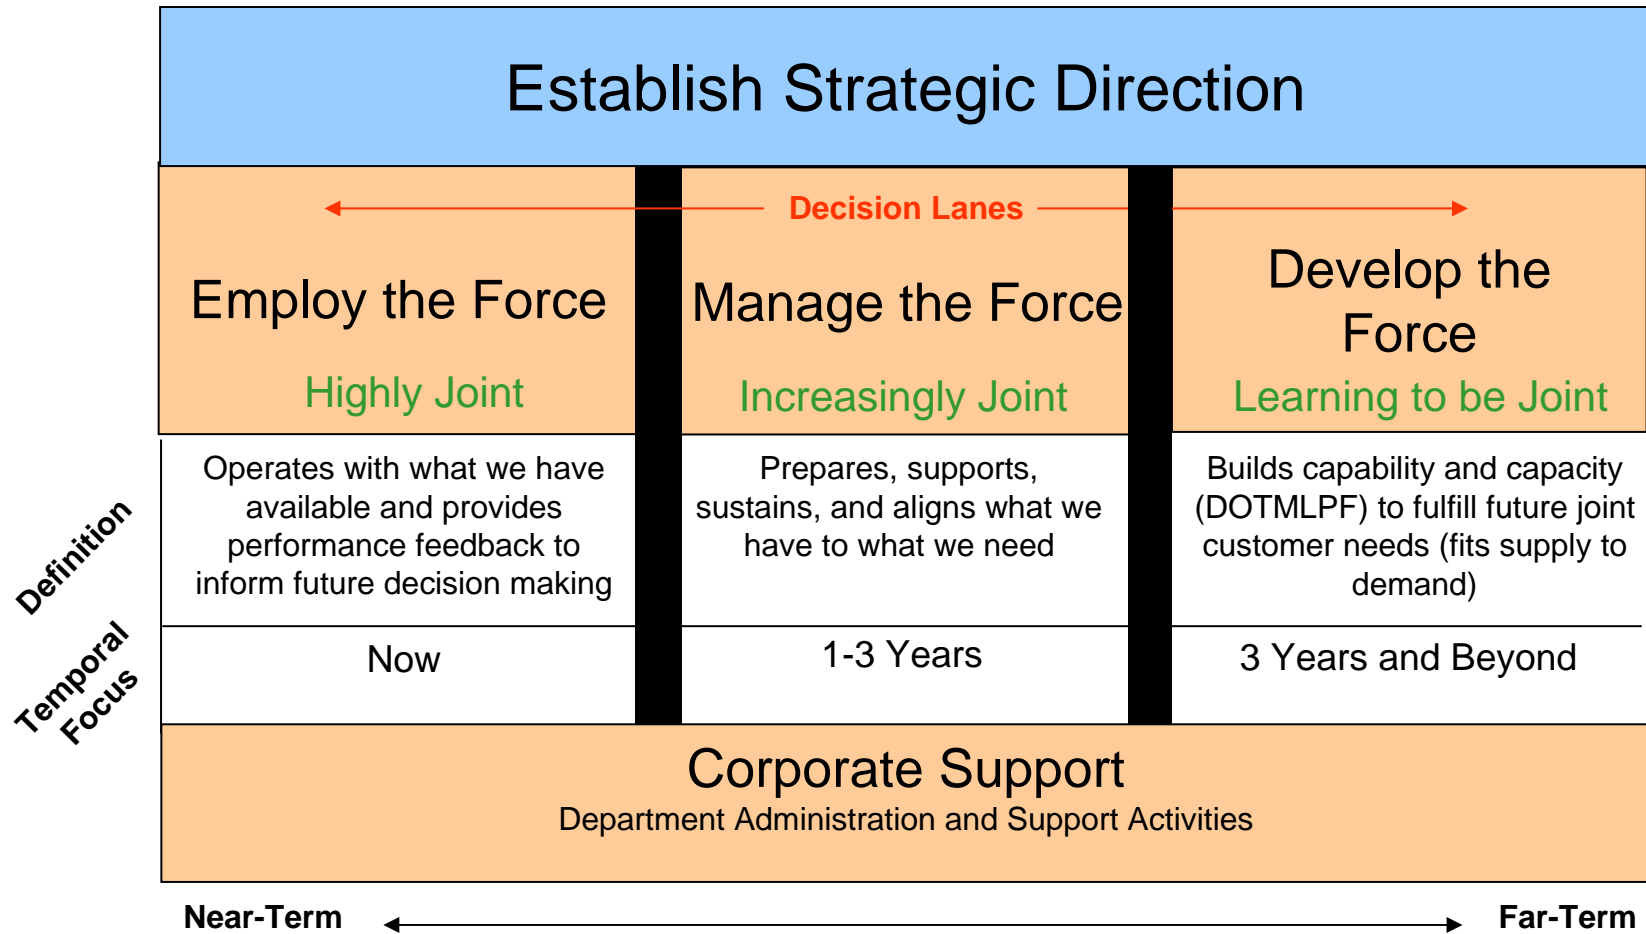 Establish Strategic Direction
Decision Lanes
Employ the Force
Highly Joint
Manage the Force
Increasingly Joint
Develop the
Force
Learning to be Joint
Definition
Operates with what we have
available and provides
performance feedback to
inform future decision making
Prepares, supports,
sustains, and aligns what we
have to what we need
Builds capability and capacity
(DOTMLPF) to fulfill future joint
customer needs (fits supply to
demand)
Temporal
Focus
Now
1-3 Years
3 Years and Beyond
Corporate Support
Department Administration and Support Activities
Near-Term
Far-Term